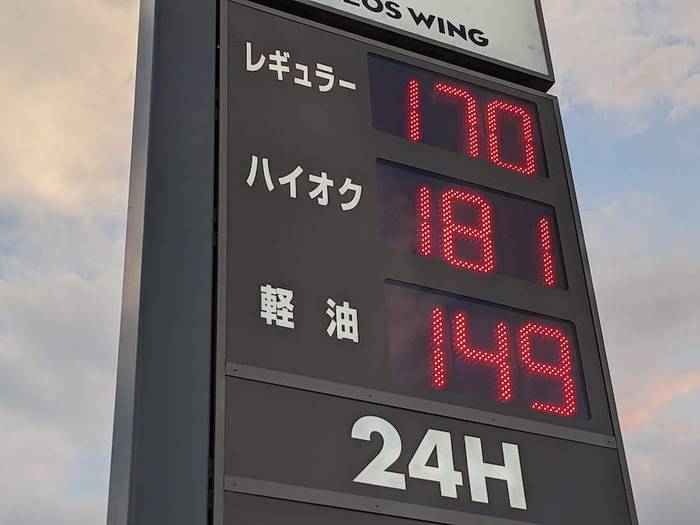 EOS WING
レギュラー 170
ハイオク 181
軽油 149
24H